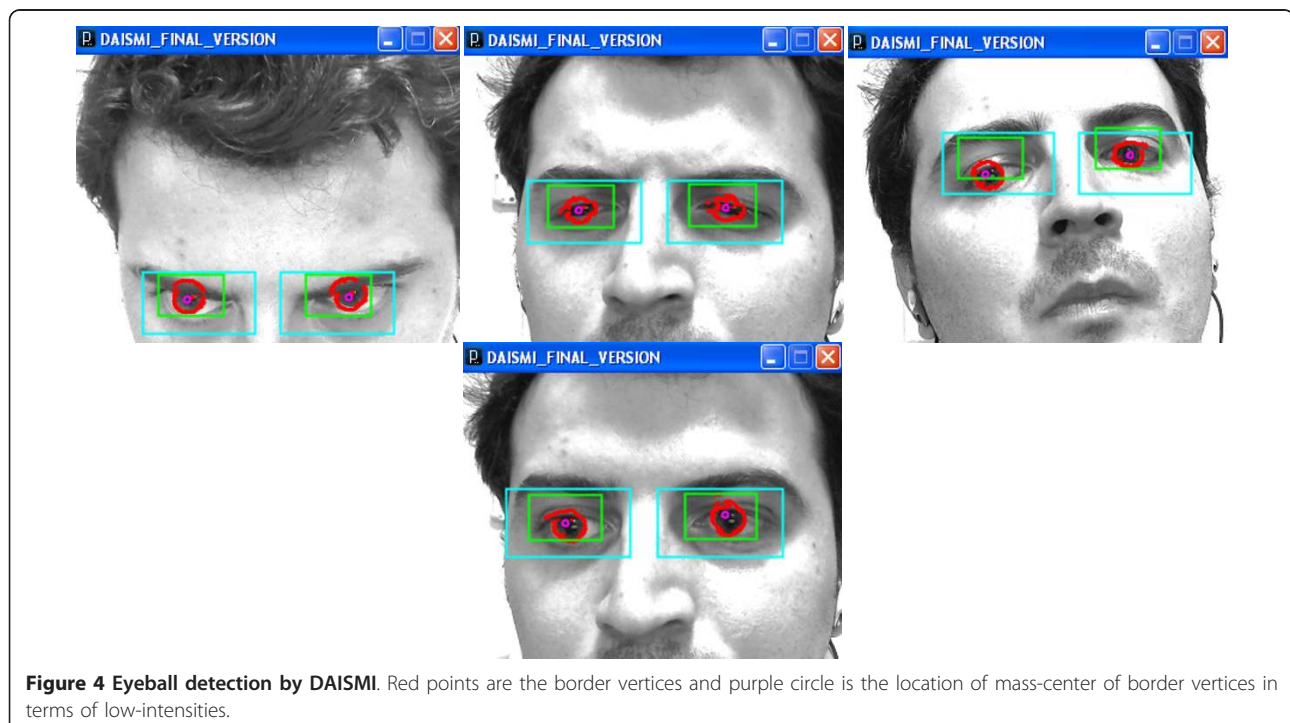 DAISMI_FINAL_VERSION
DAISMI_FINAL_VERSION
DAISMI_FINAL_VERSION
DAISMI_FINAL_VERSION
Figure 4 Eyeball detection by DAISMI. Red points are the border vertices and purple circle is the location of mass-center of border vertices in
terms of low-intensities.